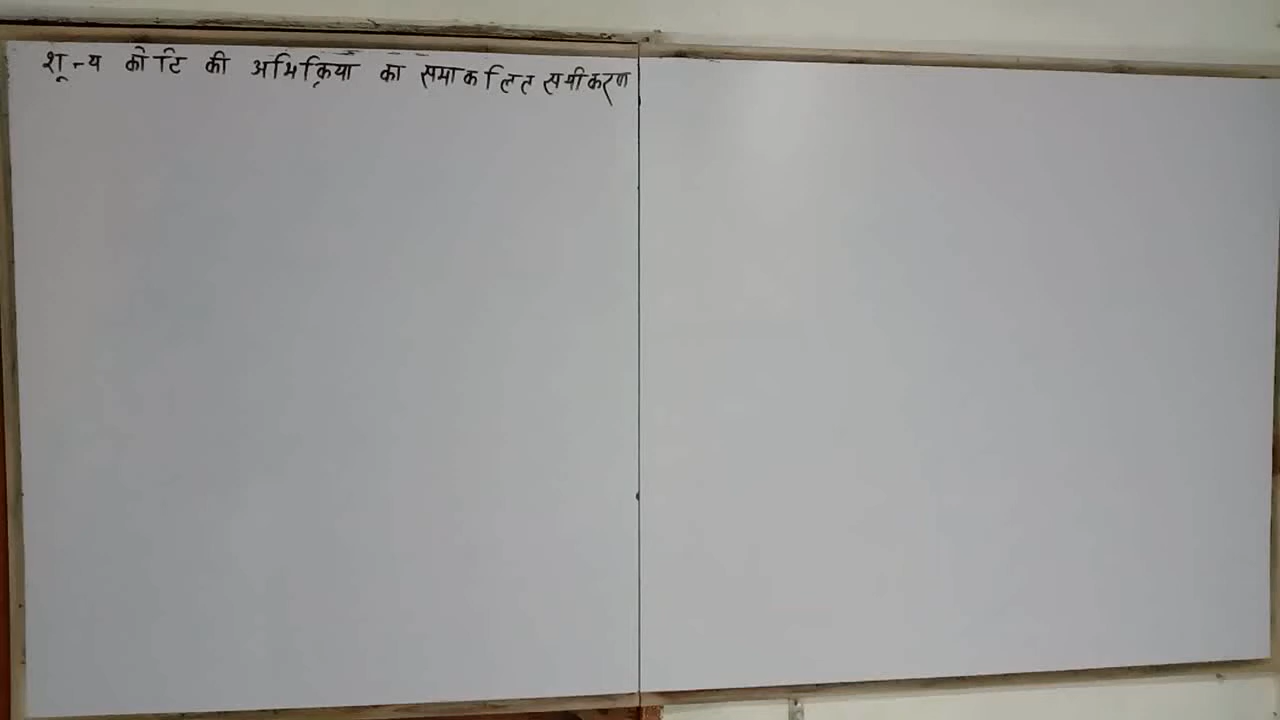 शून्य कोटि की अभिक्रिया का समाकलित समीकरण